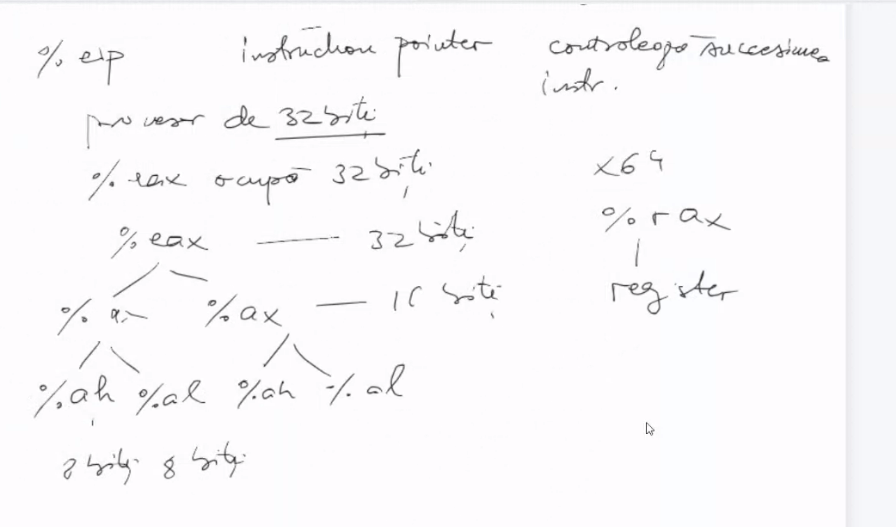 %eip instruction pointer controlează succesiunea
instr.
procesor de 32 biți
%eax ocupă 32 biți
x64
%eax — 32 biți
%rax
%ax %ax — 16 biți
register
%ah %al %ah %al
8 biți 8 biți